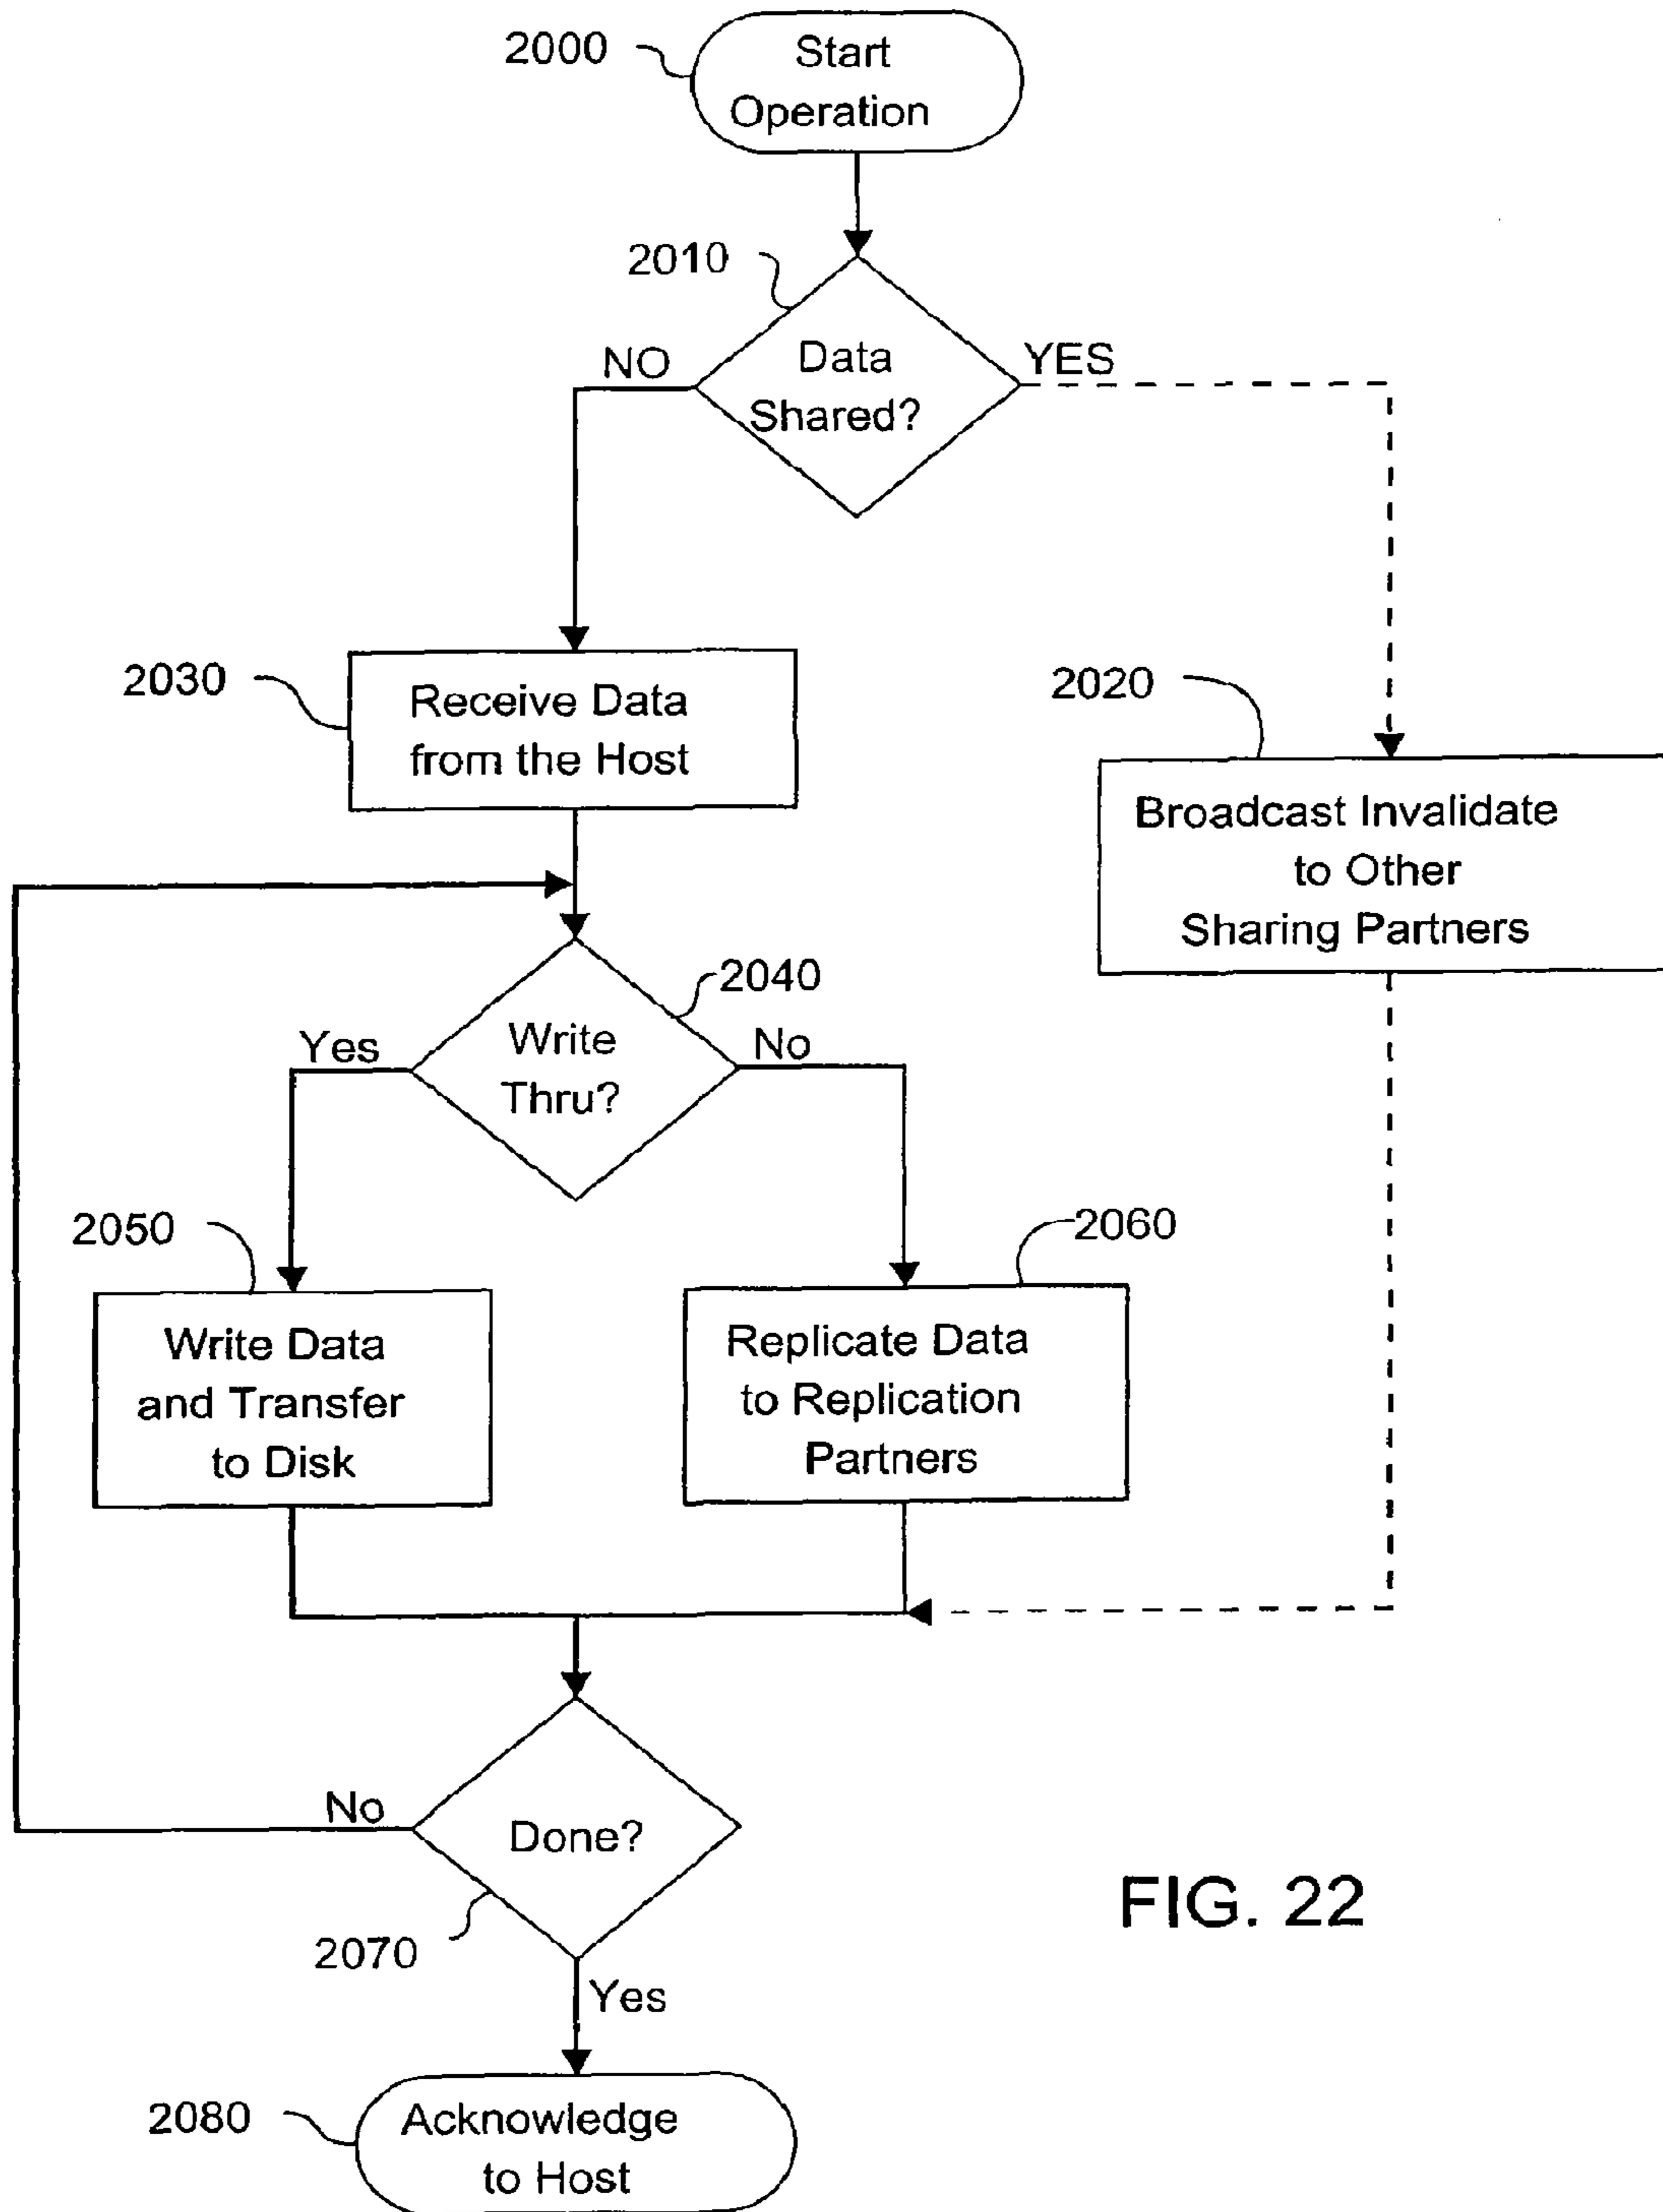 2000
Start
Operation
2010
NO
Data
Shared?
YES
2030
Receive Data
from the Host
2020
Broadcast Invalidate
to Other
Sharing Partners
2040
Yes
Write
Thru?
No
2050
Write Data
and Transfer
to Disk
2060
Replicate Data
to Replication
Partners
No
Done?
2070
Yes
FIG. 22
2080
Acknowledge
to Host